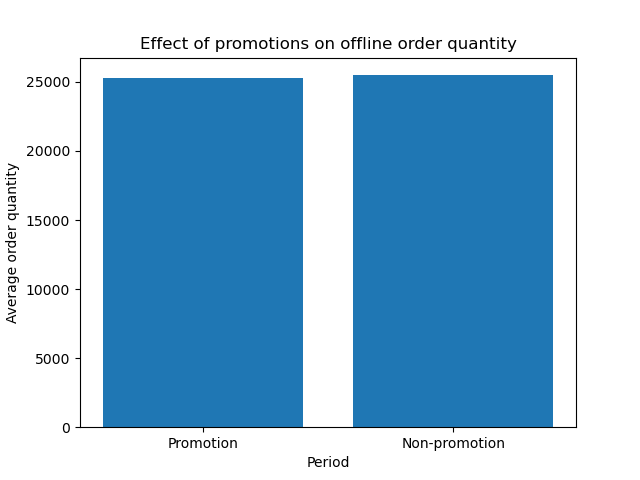 Effect of promotions on offline order quantity
Average order quantity
25000
20000
15000
10000
5000
0
Promotion
Non-promotion
Period